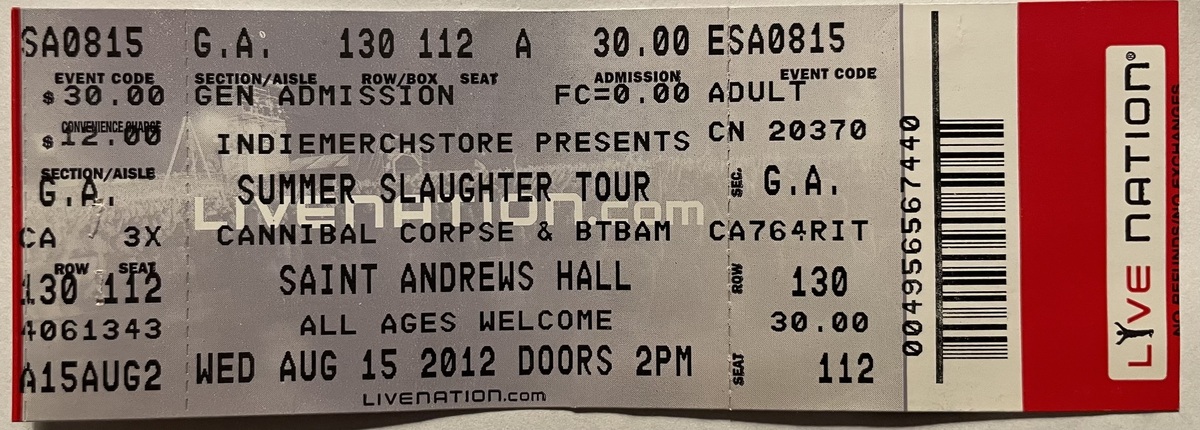 SA0815 G.A. 130 112 A 30.00 ESA0815
EVENT CODE SECTION/AISLE ROW/BOX SEAT ADMISSION EVENT CODE
$ 30.00 GEN ADMISSION FC=0.00 ADULT
CONVENIENCE CHARGE
$ 12.00 INDIEMERCHSTORE PRESENTS CN 20370
SECTION/AISLE
G.A. SUMMER SLAUGHTER TOUR SEC. G.A.
LIVENATION.com
CA 3X CANNIBAL CORPSE & BTBAM CA764RIT
ROW SEAT
130 112 SAINT ANDREWS HALL ROW 130
4061343 ALL AGES WELCOME 30.00
A15AUG2 WED AUG 15 2012 DOORS 2PM SEAT 112
LIVENATION.com
00495656567440
LIVE NATION®
NO REFUNDS/NO EXCHANGES